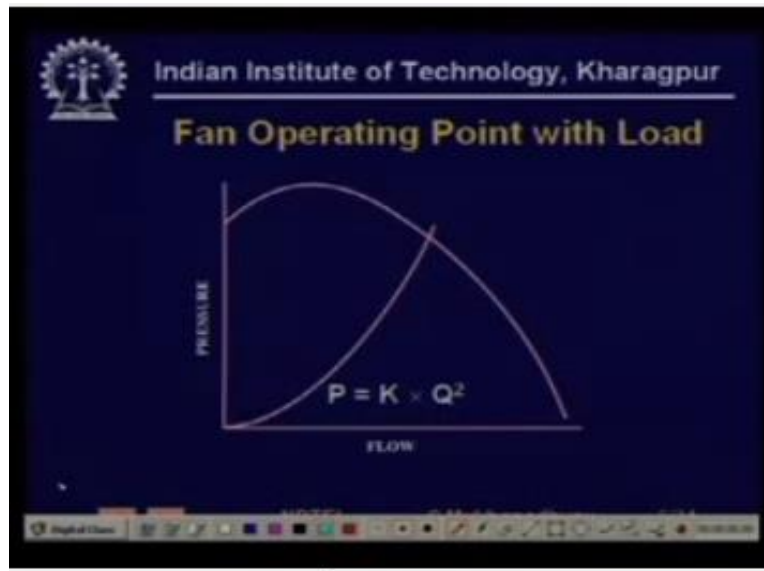 Indian Institute of Technology, Kharagpur
Fan Operating Point with Load
PRESSURE
P = K × Q²
FLOW